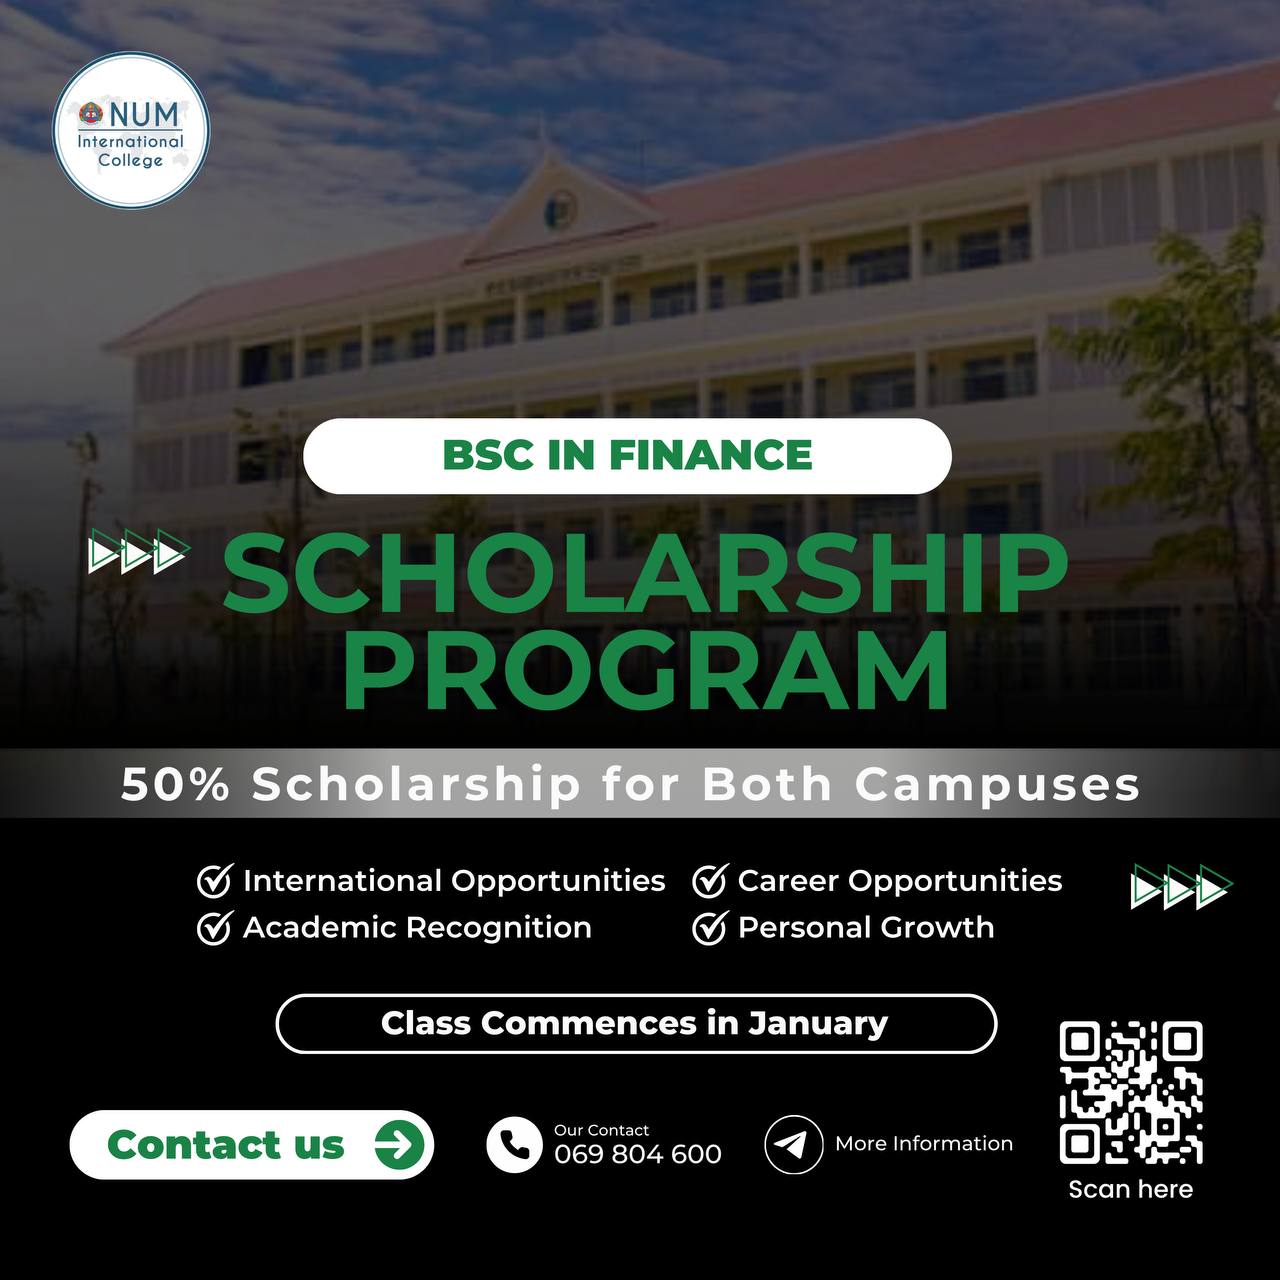 NUM
International
College
BSC IN FINANCE
SCHOLARSHIP
PROGRAM
50% Scholarship for Both Campuses
International Opportunities
Career Opportunities
Academic Recognition
Personal Growth
Class Commences in January
Contact us
Our Contact
069 804 600
More Information
Scan here